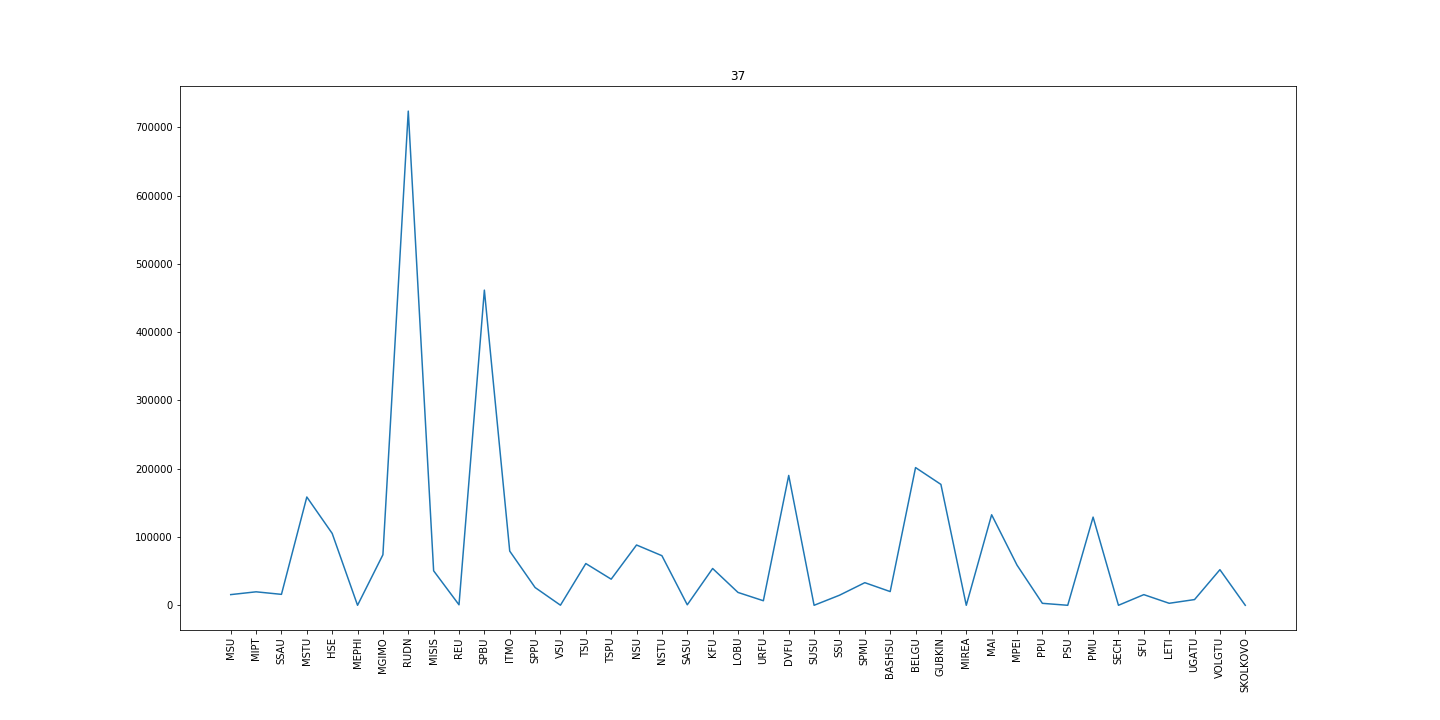 37
700000
600000
500000
400000
300000
200000
100000
0
MSU
MIPT
SSAU
MSTU
HSE
MEPHI
MGIMO
RUDN
MISIS
REU
SPBU
ITMO
SPPU
VSU
TSU
TSPU
NSU
NSTU
SASU
KFU
LOBU
URFU
DVFU
SUSU
SSU
SPMU
BASHSU
BELGU
GUBKIN
MIREA
MAI
MPEI
PPU
PSU
PMU
SECH
SFU
LETI
UGATU
VOLGTU
SKOLKOVO